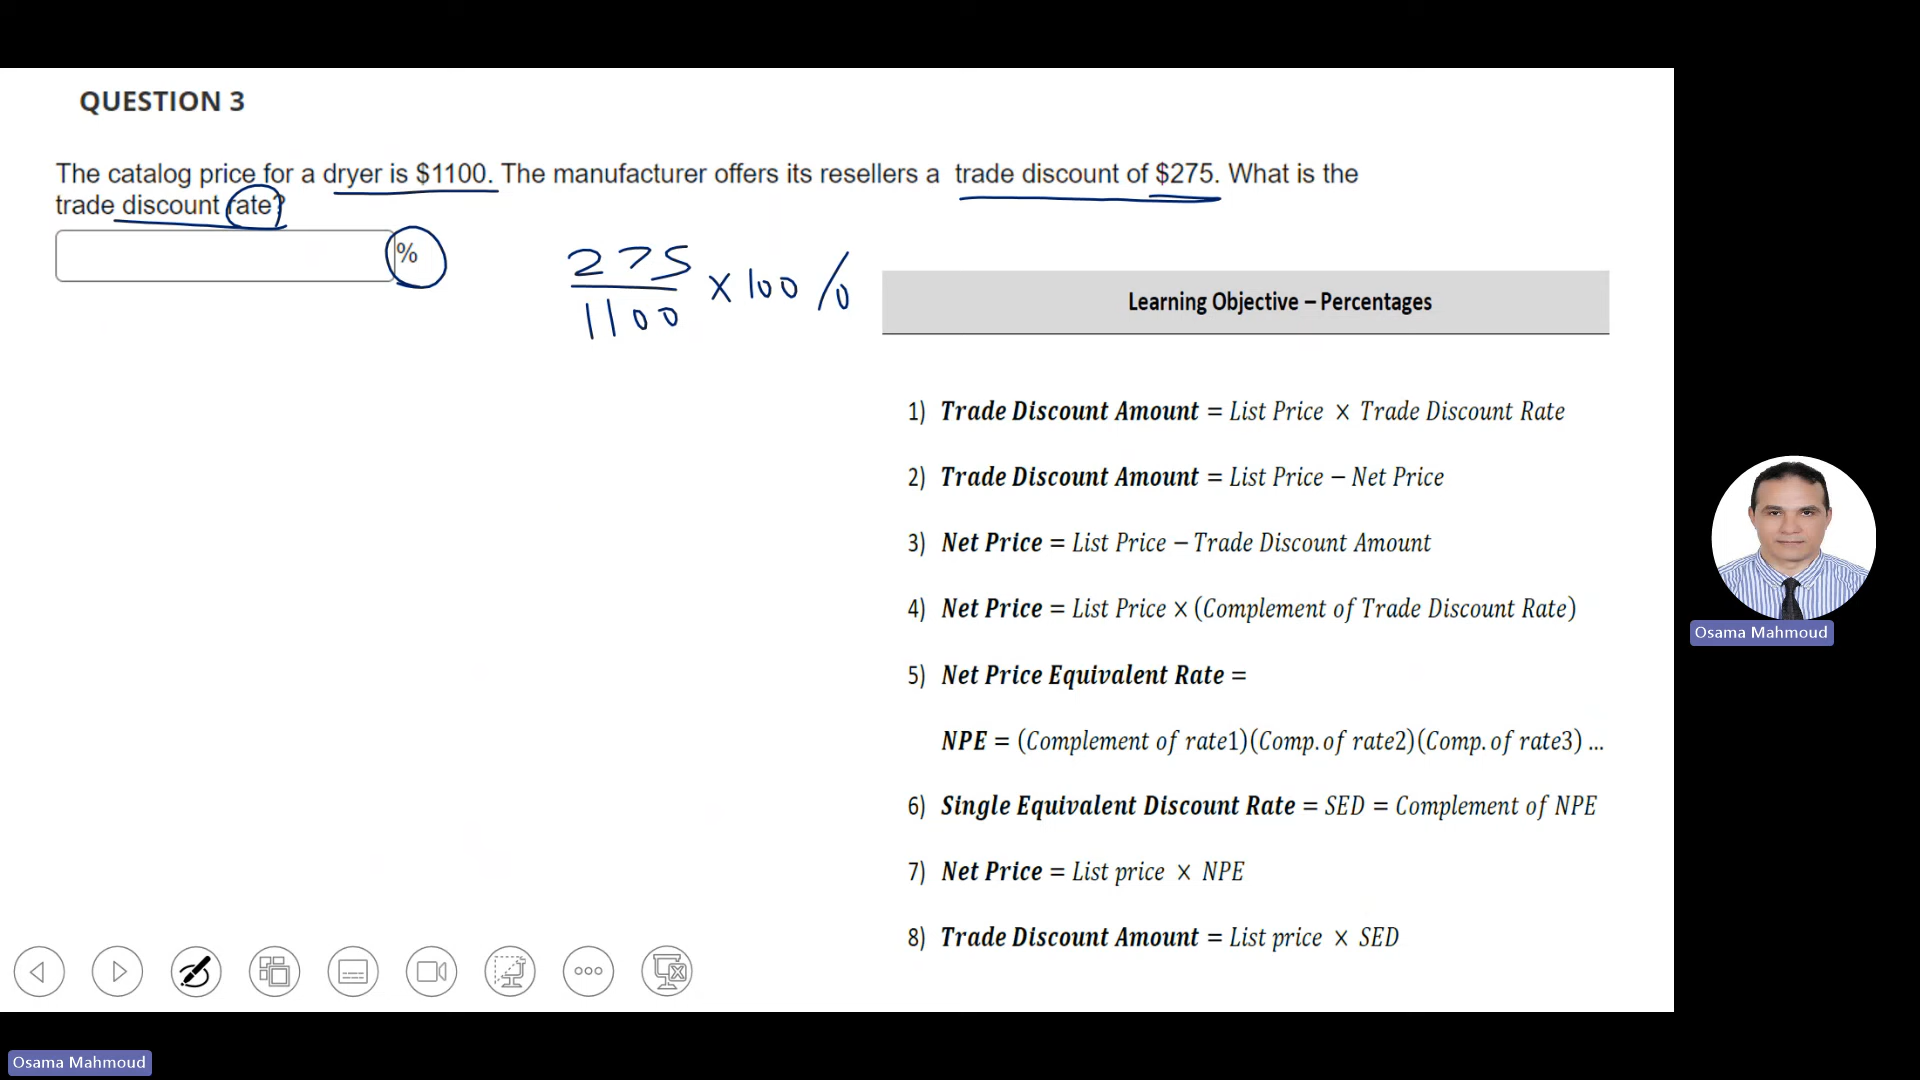 QUESTION 3
The catalog price for a dryer is $1100. The manufacturer offers its resellers a trade discount of $275. What is the
trade discount rate?
%
275
1100
× 100 %
Learning Objective – Percentages
1) Trade Discount Amount = List Price × Trade Discount Rate
2) Trade Discount Amount = List Price − Net Price
3) Net Price = List Price − Trade Discount Amount
4) Net Price = List Price × (Complement of Trade Discount Rate)
5) Net Price Equivalent Rate =
NPE = (Complement of rate1)(Comp. of rate2)(Comp. of rate3) ...
6) Single Equivalent Discount Rate = SED = Complement of NPE
7) Net Price = List price × NPE
8) Trade Discount Amount = List price × SED
Osama Mahmoud
Osama Mahmoud